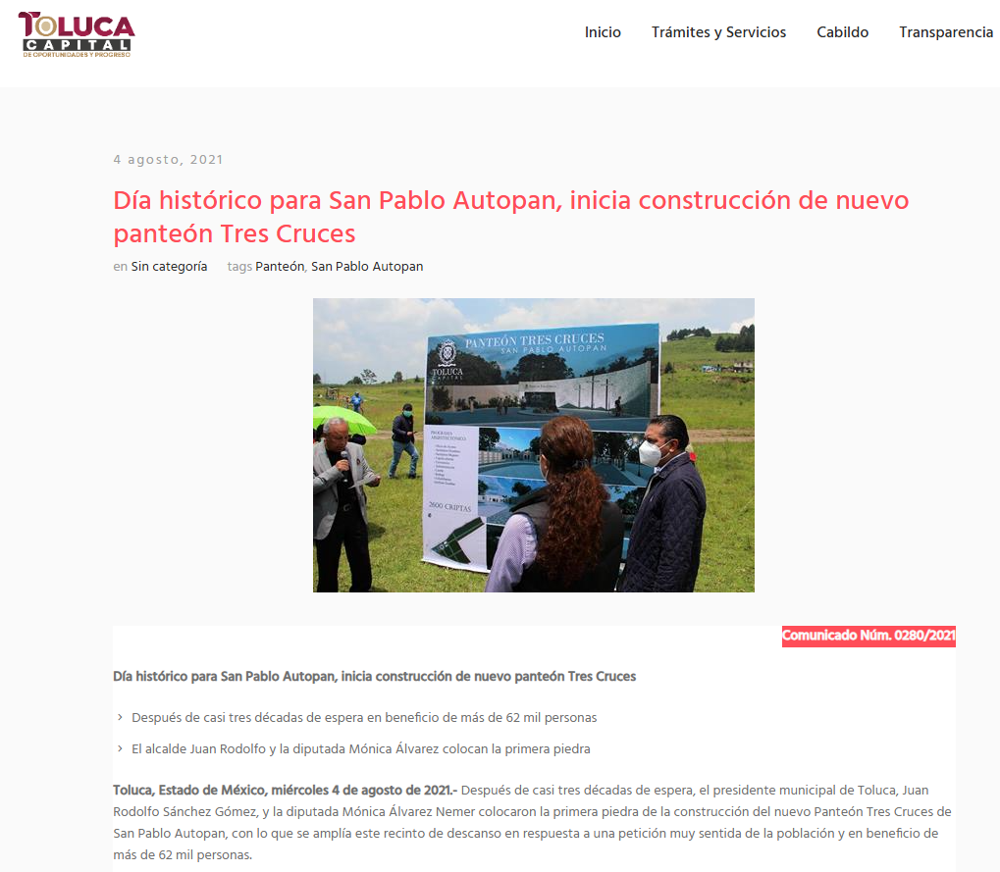 TOLUCA
CAPITAL
DE OPORTUNIDADES Y PROGRESO
Inicio Trámites y Servicios Cabildo Transparencia
4 agosto, 2021
Día histórico para San Pablo Autopan, inicia construcción de nuevo
panteón Tres Cruces
en Sin categoría tags Panteón, San Pablo Autopan
PANTEÓN TRES CRUCES
SAN PABLO AUTOPAN
TOLUCA
CAPITAL
PROGRAMA
ARQUITECTÓNICO
2600 CRIPTAS
Comunicado Núm. 0280/2021
Día histórico para San Pablo Autopan, inicia construcción de nuevo panteón Tres Cruces
› Después de casi tres décadas de espera en beneficio de más de 62 mil personas
› El alcalde Juan Rodolfo y la diputada Mónica Álvarez colocan la primera piedra
Toluca, Estado de México, miércoles 4 de agosto de 2021.- Después de casi tres décadas de espera, el presidente municipal de Toluca, Juan
Rodolfo Sánchez Gómez, y la diputada Mónica Álvarez Nemer colocaron la primera piedra de la construcción del nuevo Panteón Tres Cruces de
San Pablo Autopan, con lo que se amplía este recinto de descanso en respuesta a una petición muy sentida de la población y en beneficio de
más de 62 mil personas.